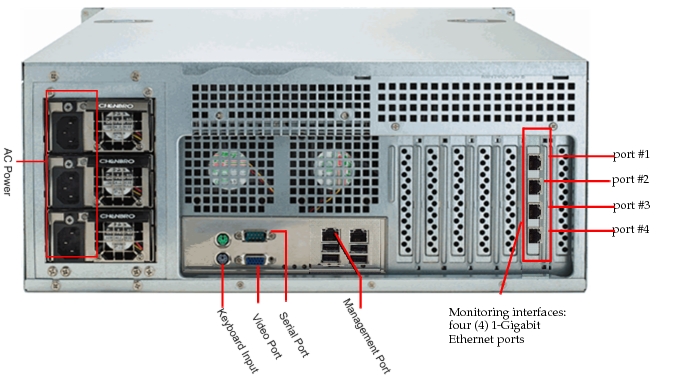 CHENBRO
CHENBRO
CHENBRO
AC Power
port #1
port #2
port #3
port #4
Keyboard Input
Video Port
Serial Port
Management Port
Monitoring interfaces:
four (4) 1-Gigabit
Ethernet ports